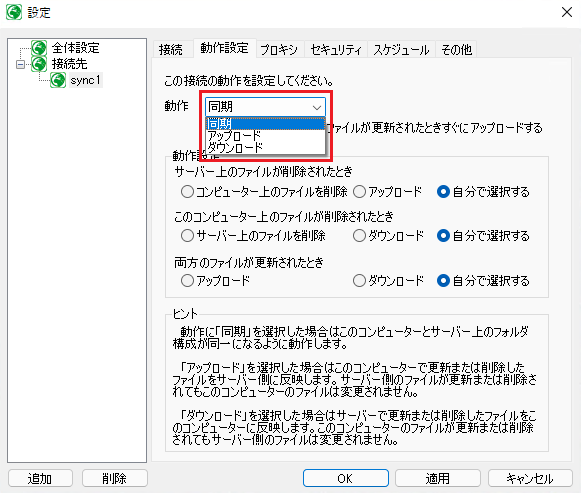 設定
全体設定
接続先
sync1
接続 動作設定 プロキシ セキュリティ スケジュール その他
この接続の動作を設定してください。
動作 同期
同期
アップロード
ダウンロード
ァイルが更新されたときすぐにアップロードする
動作設定
サーバー上のファイルが削除されたとき
コンピューター上のファイルを削除 アップロード 自分で選択する
このコンピューター上のファイルが削除されたとき
サーバー上のファイルを削除 ダウンロード 自分で選択する
両方のファイルが更新されたとき
アップロード ダウンロード 自分で選択する
ヒント
動作に「同期」を選択した場合はこのコンピューターとサーバー上のフォルダ
構成が同一になるように動作します。
「アップロード」を選択した場合はこのコンピューターで更新または削除した
ファイルをサーバー側に反映します。サーバー側のファイルが更新または削除さ
れてもこのコンピューターのファイルは変更されません。
「ダウンロード」を選択した場合はサーバーで更新または削除したファイルをこ
のコンピューターに反映します。このコンピューターのファイルが更新または削除
されてもサーバー側のファイルは変更されません。
追加 削除 OK 適用 キャンセル